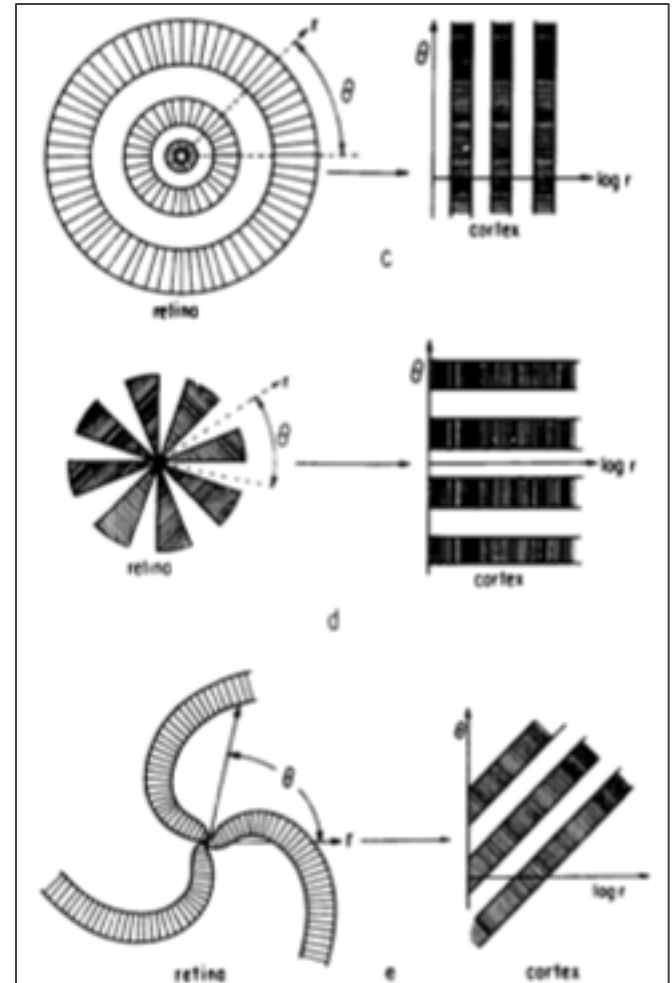 r
θ
θ
log r
cortex
c
retina
θ
r
θ
log r
retina
cortex
d
θ
θ
r
log r
retina
e
cortex